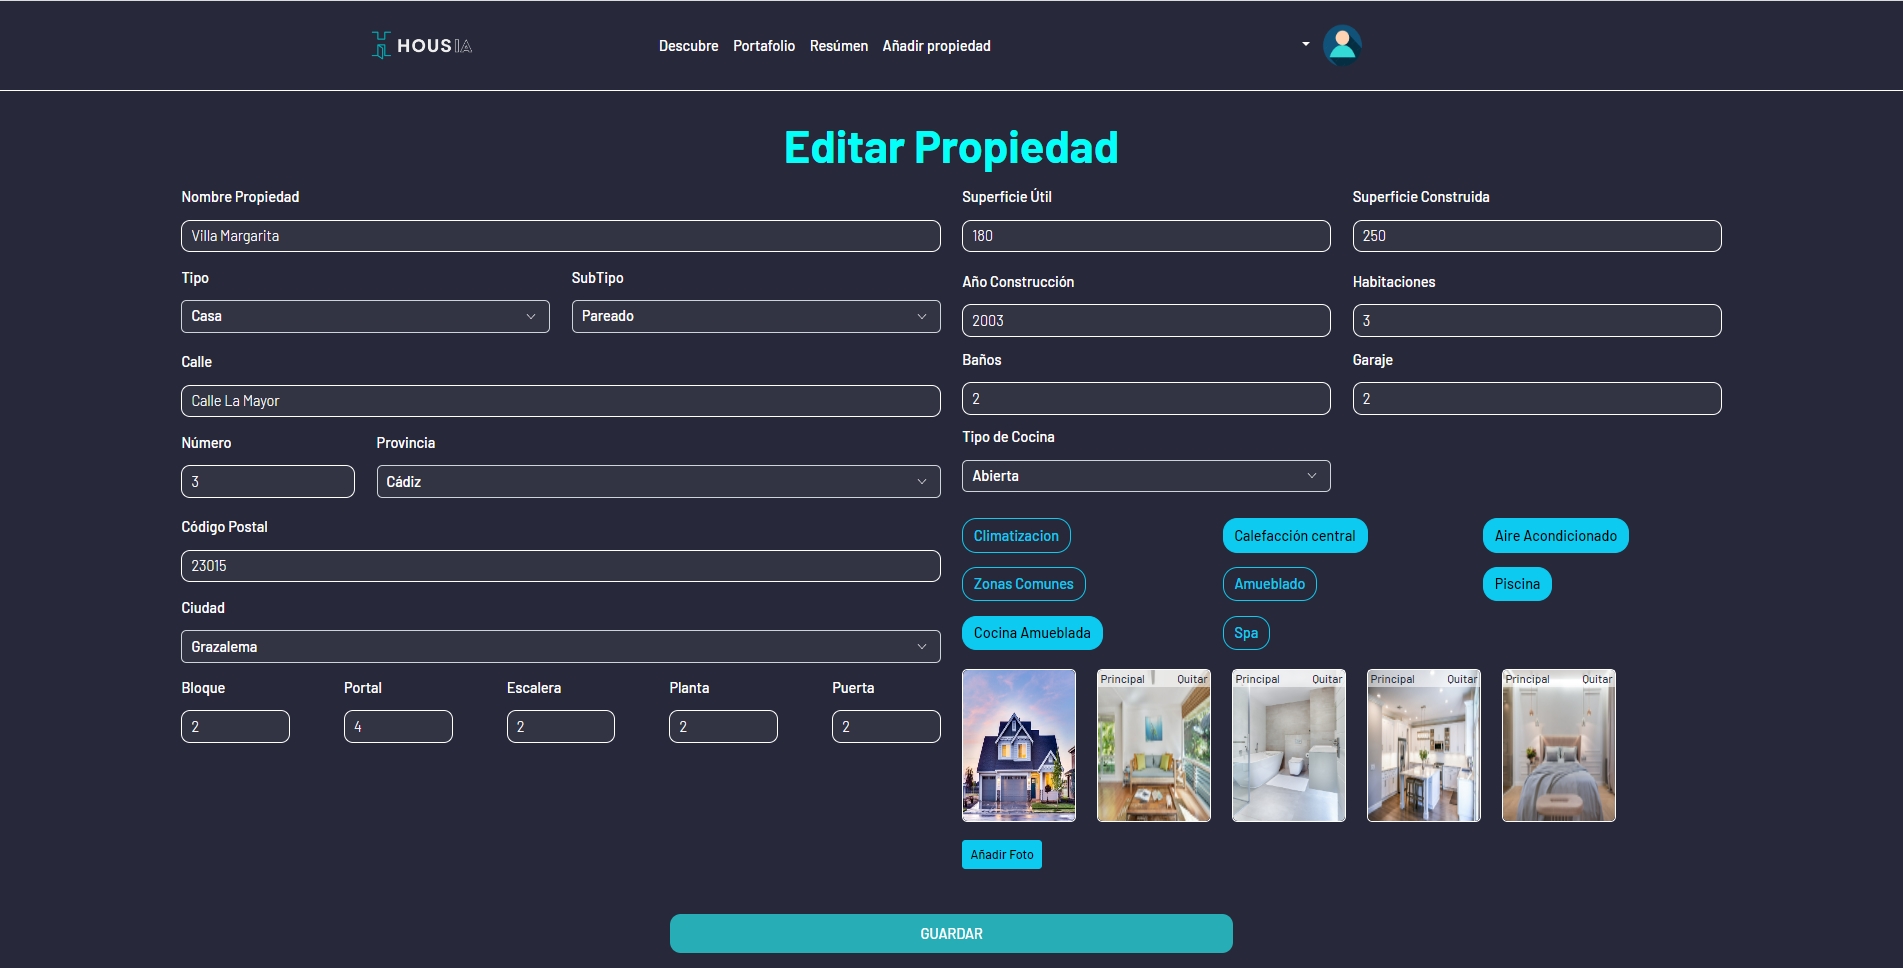 HOUSIA
Descubre Portafolio Resúmen Añadir propiedad
Editar Propiedad
Nombre Propiedad
Villa Margarita
Tipo SubTipo
Casa Pareado
Calle
Calle La Mayor
Número Provincia
3 Cádiz
Código Postal
23015
Ciudad
Grazalema
Bloque Portal Escalera Planta Puerta
2 4 2 2 2
Superficie Útil Superficie Construida
180 250
Año Construcción Habitaciones
2003 3
Baños Garaje
2 2
Tipo de Cocina
Abierta
Climatizacion Calefacción central Aire Acondicionado
Zonas Comunes Amueblado Piscina
Cocina Amueblada Spa
Principal Quitar Principal Quitar Principal Quitar Principal Quitar
Añadir Foto
GUARDAR